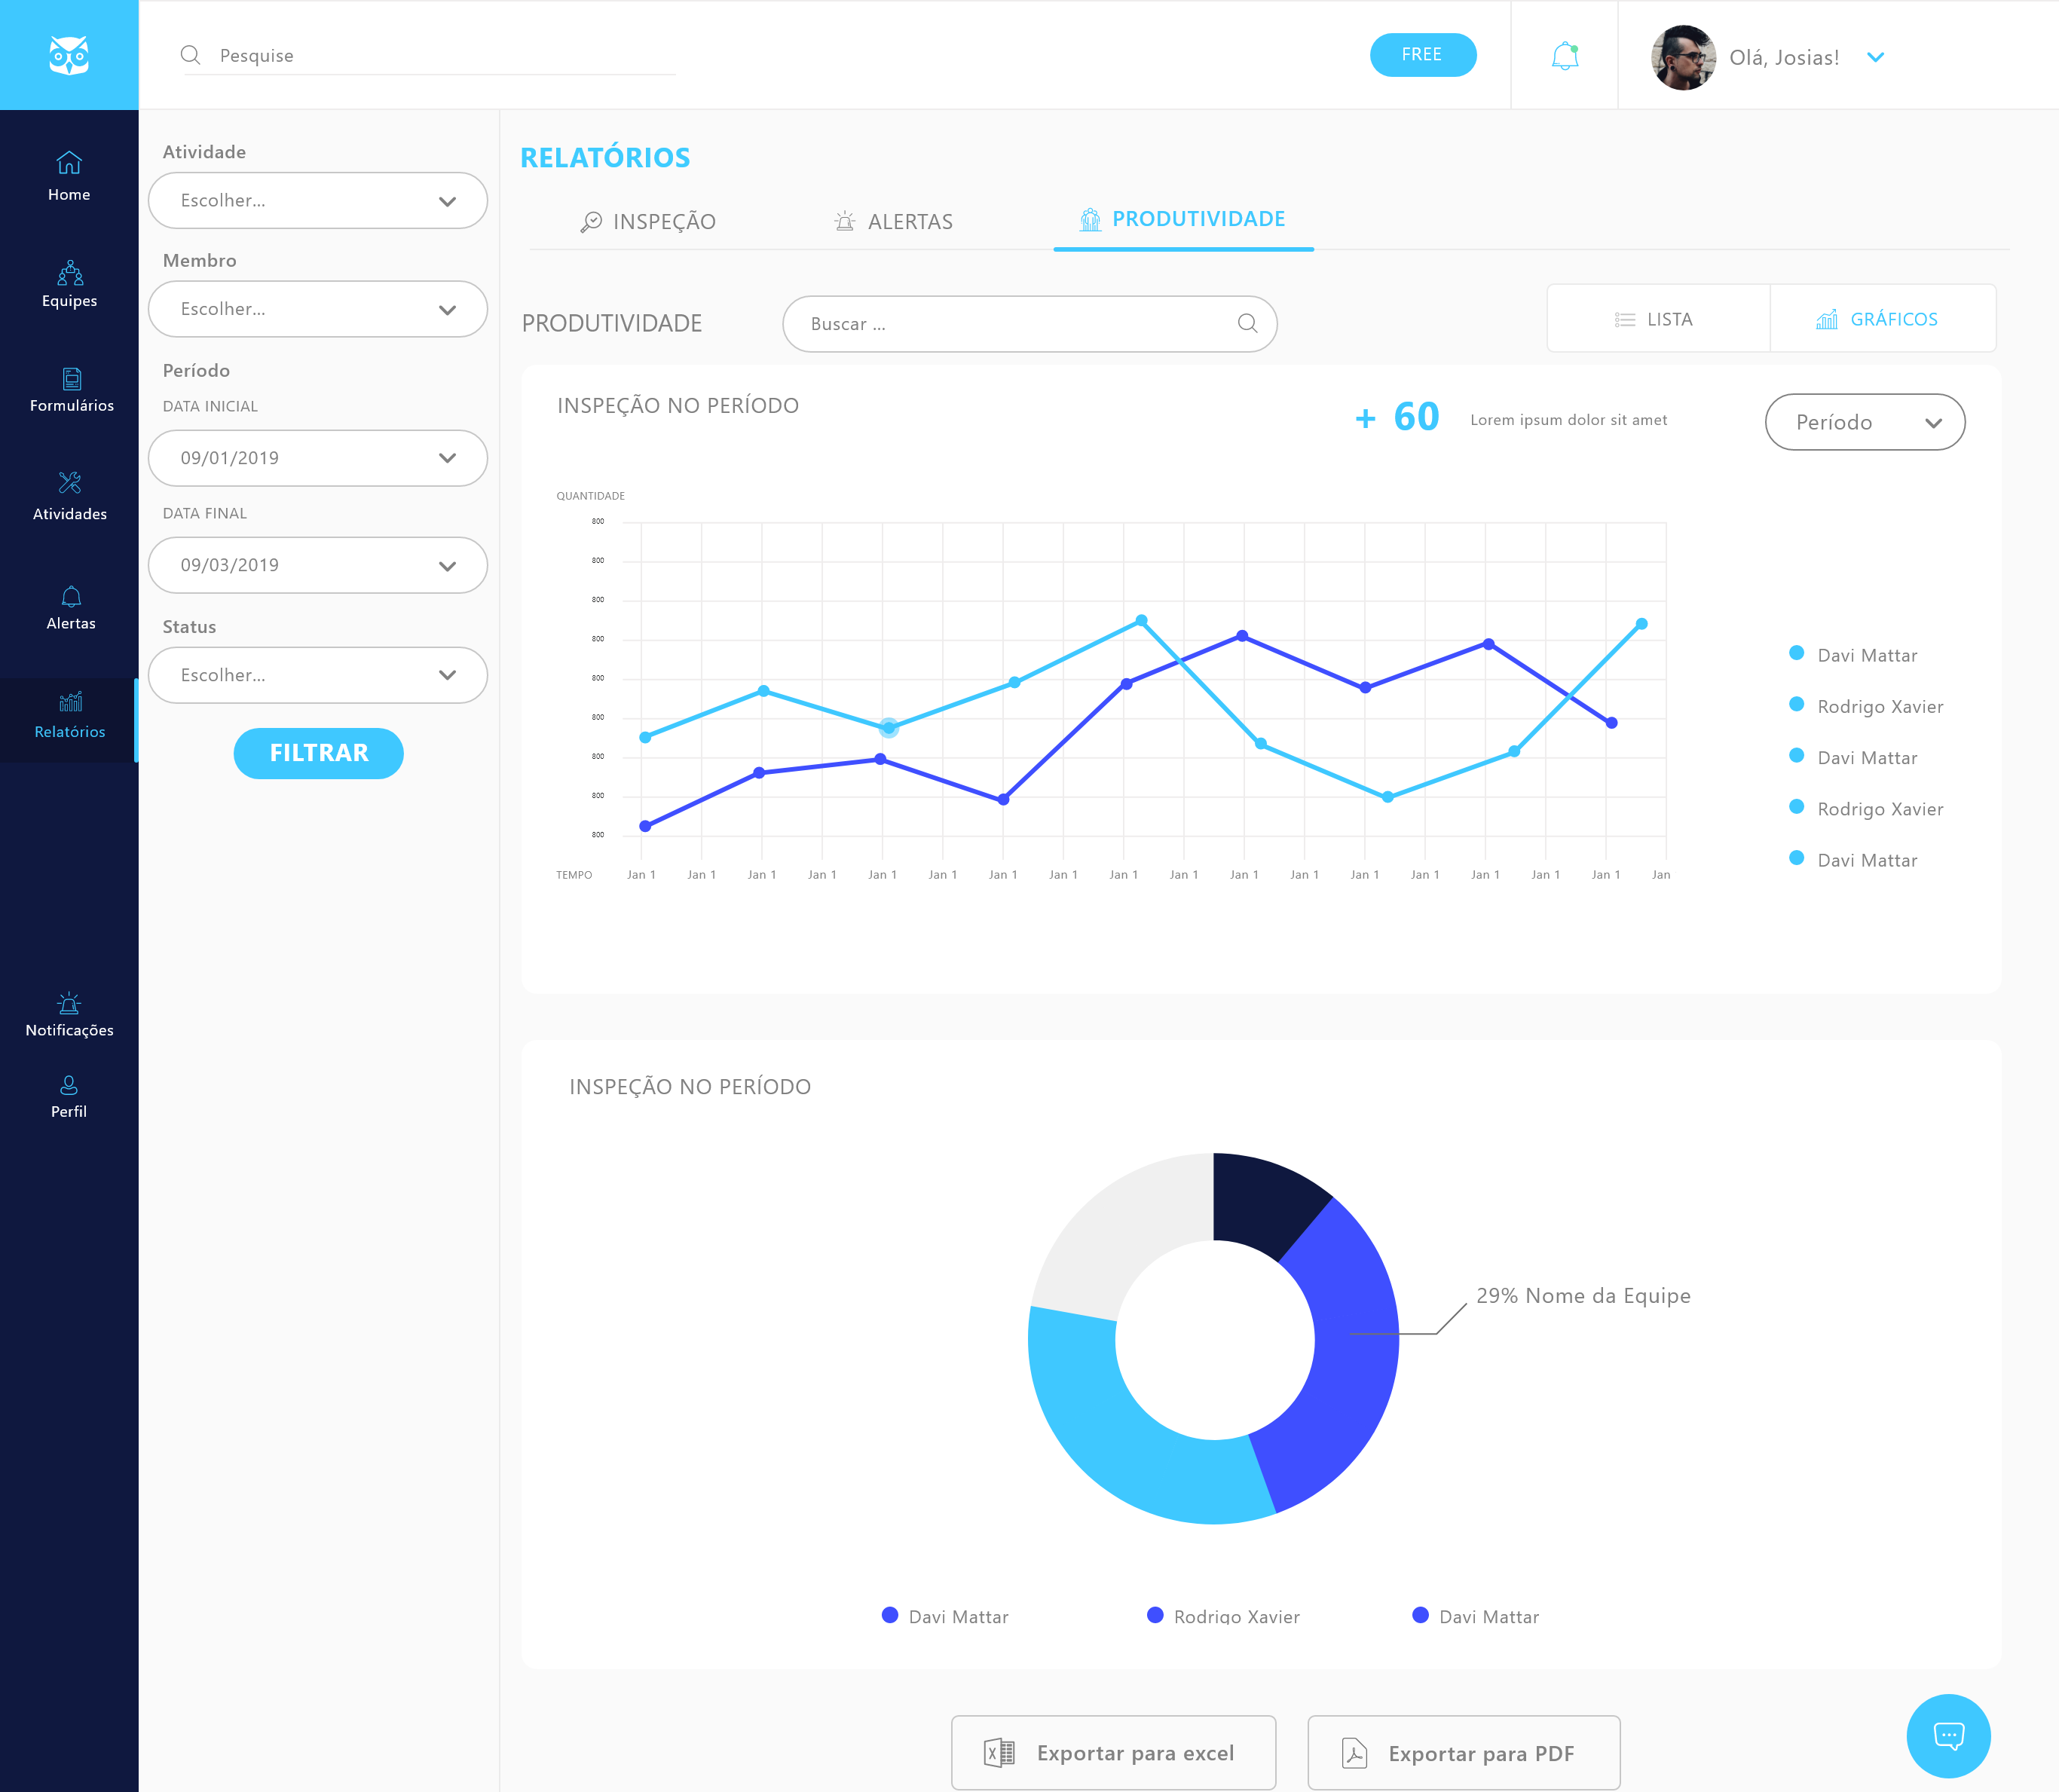 Pesquise
FREE
Olá, Josias!
Home
Equipes
Formulários
Atividades
Alertas
Relatórios
Notificações
Perfil
Atividade
Escolher...
Membro
Escolher...
Período
DATA INICIAL
09/01/2019
DATA FINAL
09/03/2019
Status
Escolher...
FILTRAR
RELATÓRIOS
INSPEÇÃO
ALERTAS
PRODUTIVIDADE
PRODUTIVIDADE
Buscar ...
LISTA
GRÁFICOS
INSPEÇÃO NO PERÍODO
+ 60
Lorem ipsum dolor sit amet
Período
QUANTIDADE
800
800
800
800
800
800
800
800
800
TEMPO
Jan 1 Jan 1 Jan 1 Jan 1 Jan 1 Jan 1 Jan 1 Jan 1 Jan 1 Jan 1 Jan 1 Jan 1 Jan 1 Jan 1 Jan 1 Jan 1 Jan 1 Jan
Davi Mattar
Rodrigo Xavier
Davi Mattar
Rodrigo Xavier
Davi Mattar
INSPEÇÃO NO PERÍODO
29% Nome da Equipe
Davi Mattar
Rodrigo Xavier
Davi Mattar
Exportar para excel
Exportar para PDF